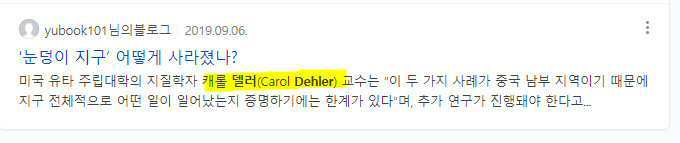 yubook101님의블로그 2019.09.06.
‘눈덩이 지구’ 어떻게 사라졌나?
미국 유타 주립대학의 지질학자 캐롤 델러(Carol Dehler) 교수는 "이 두 가지 사례가 중국 남부 지역이기 때문에
지구 전체적으로 어떤 일이 일어났는지 증명하기에는 한계가 있다"며, 추가 연구가 진행돼야 한다고...